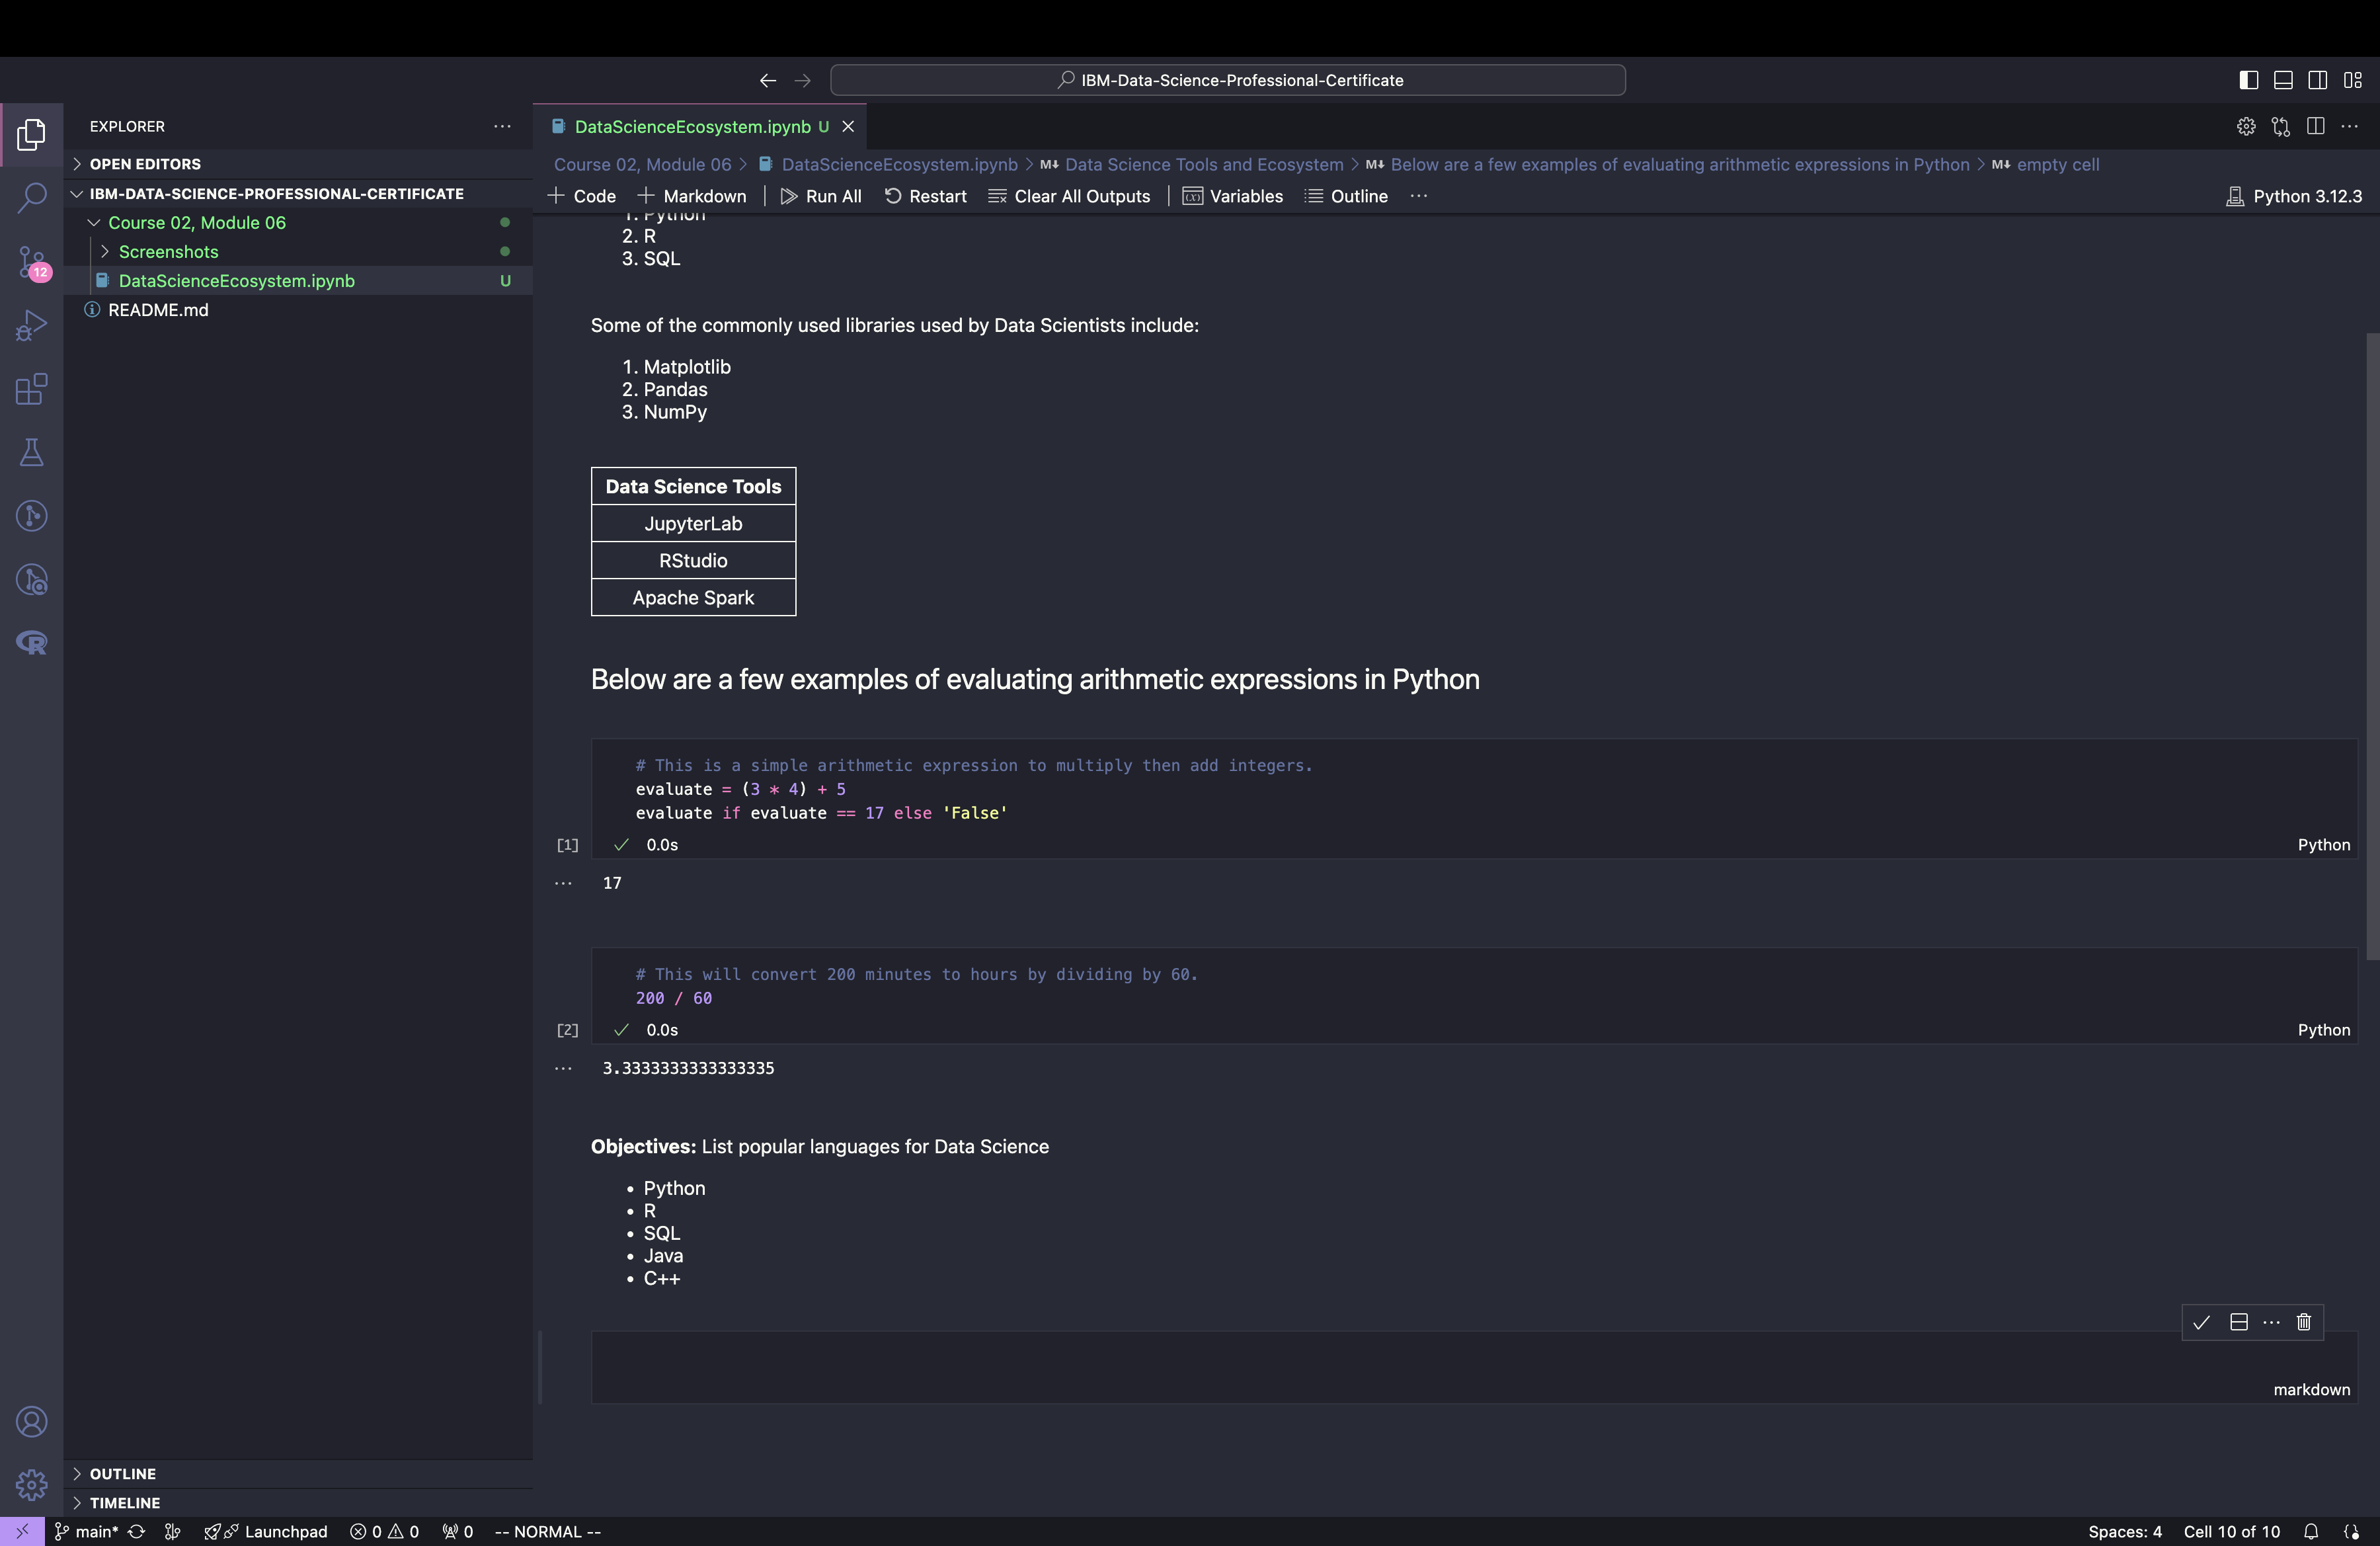 IBM-Data-Science-Professional-Certificate
EXPLORER
OPEN EDITORS
IBM-DATA-SCIENCE-PROFESSIONAL-CERTIFICATE
Course 02, Module 06
Screenshots
DataScienceEcosystem.ipynb U
README.md
12
OUTLINE
TIMELINE
DataScienceEcosystem.ipynb U
Course 02, Module 06 > DataScienceEcosystem.ipynb > M↓ Data Science Tools and Ecosystem > M↓ Below are a few examples of evaluating arithmetic expressions in Python > M↓ empty cell
+ Code + Markdown | Run All Restart Clear All Outputs | Variables Outline ···
Python 3.12.3
1. Python
2. R
3. SQL
Some of the commonly used libraries used by Data Scientists include:
1. Matplotlib
2. Pandas
3. NumPy
Data Science Tools
JupyterLab
RStudio
Apache Spark
Below are a few examples of evaluating arithmetic expressions in Python
# This is a simple arithmetic expression to multiply then add integers.
evaluate = (3 * 4) + 5
evaluate if evaluate == 17 else 'False'
[1] ✓ 0.0s Python
17
# This will convert 200 minutes to hours by dividing by 60.
200 / 60
[2] ✓ 0.0s Python
3.3333333333333335
Objectives: List popular languages for Data Science
• Python
• R
• SQL
• Java
• C++
markdown
main* Launchpad 0 0 0 -- NORMAL --
Spaces: 4 Cell 10 of 10